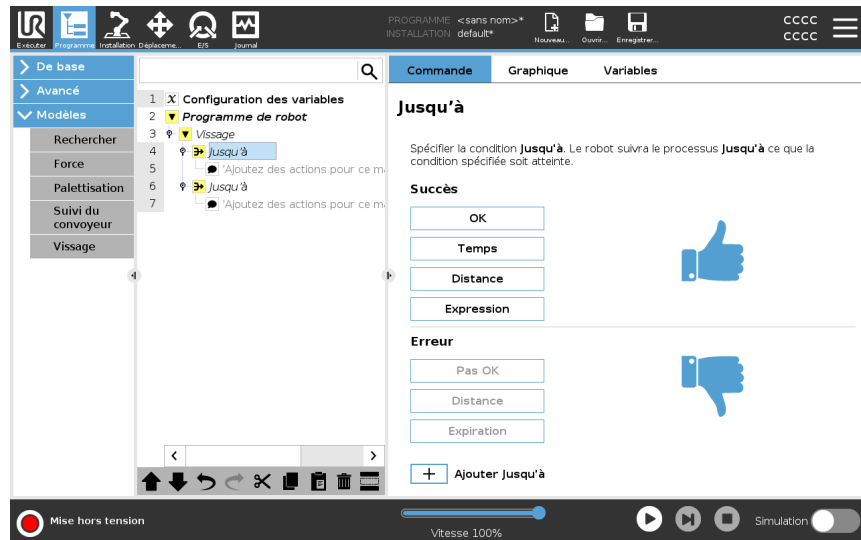 UR
Exécuter
Programme
Installation
Déplaceme...
E/S
Journal
PROGRAMME <sans nom>*
INSTALLATION default*
Nouveau...
Ouvrir...
Enregistrer...
cccc
cccc
De base
Avancé
Modèles
Rechercher
Force
Palettisation
Suivi du
convoyeur
Vissage
1 X Configuration des variables
2 Programme de robot
3 Vissage
4 Jusqu'à
5 'Ajoutez des actions pour ce m
6 Jusqu'à
7 'Ajoutez des actions pour ce m
Commande Graphique Variables
Jusqu'à
Spécifier la condition Jusqu'à. Le robot suivra le processus Jusqu'à ce que la
condition spécifiée soit atteinte.
Succès
OK
Temps
Distance
Expression
Erreur
Pas OK
Distance
Expiration
+ Ajouter Jusqu'à
Mise hors tension
Vitesse 100%
Simulation